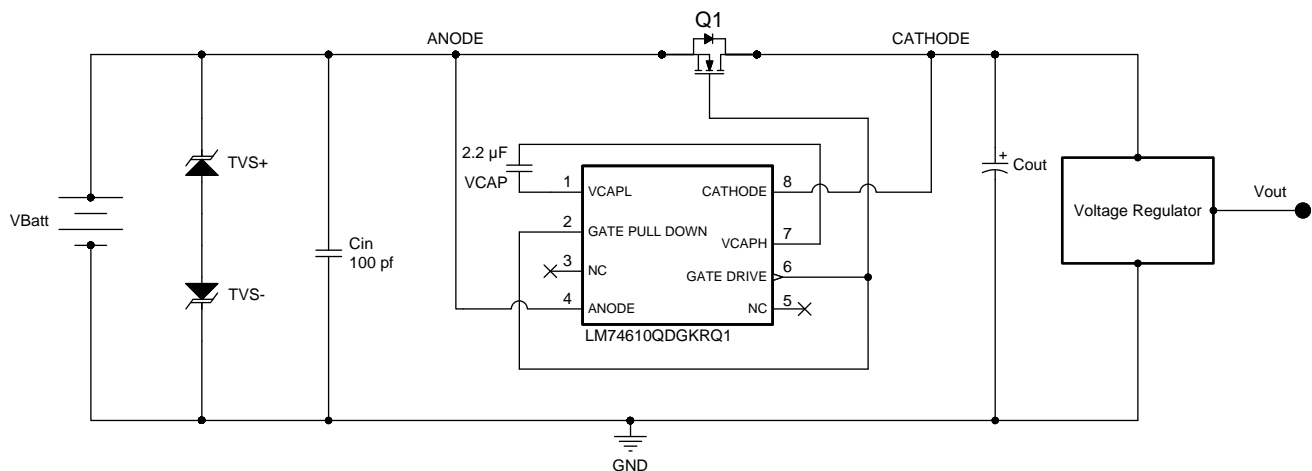 Q1
ANODE
CATHODE
TVS+
2.2 µF
VCAP
1
VCAPL
CATHODE
8
+
Cout
Vout
VBatt
2
GATE PULL DOWN
VCAPH
7
Voltage Regulator
Cin
100 pf
3
NC
GATE DRIVE
6
TVS-
4
ANODE
NC
5
LM74610QDGKRQ1
GND